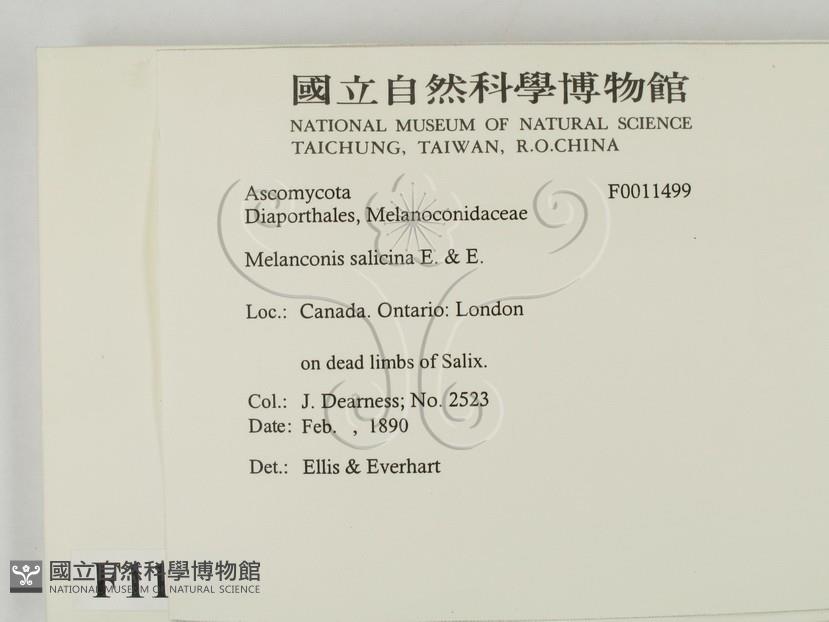 國立自然科學博物館
NATIONAL MUSEUM OF NATURAL SCIENCE
TAICHUNG, TAIWAN, R.O.CHINA
Ascomycota F0011499
Diaporthales, Melanoconidaceae
Melanconis salicina E. & E.
Loc.: Canada. Ontario: London
on dead limbs of Salix.
Col.: J. Dearness; No. 2523
Date: Feb. , 1890
Det.: Ellis & Everhart
F11
國立自然科學博物館
NATIONAL MUSEUM OF NATURAL SCIENCE